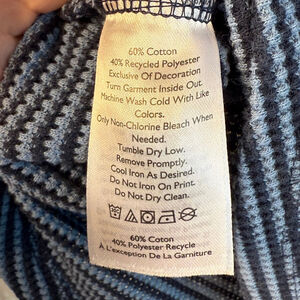 60% Cotton
40% Recycled Polyester
Exclusive Of Decoration
Turn Garment Inside Out
Machine Wash Cold With Like
Colors.
Only Non-Chlorine Bleach When
Needed.
Tumble Dry Low.
Remove Promptly.
Cool Iron As Desired.
Do Not Iron On Print.
Do Not Dry Clean.
60% Cotton
40% Polyester Recycle
À L'exception De La Garniture